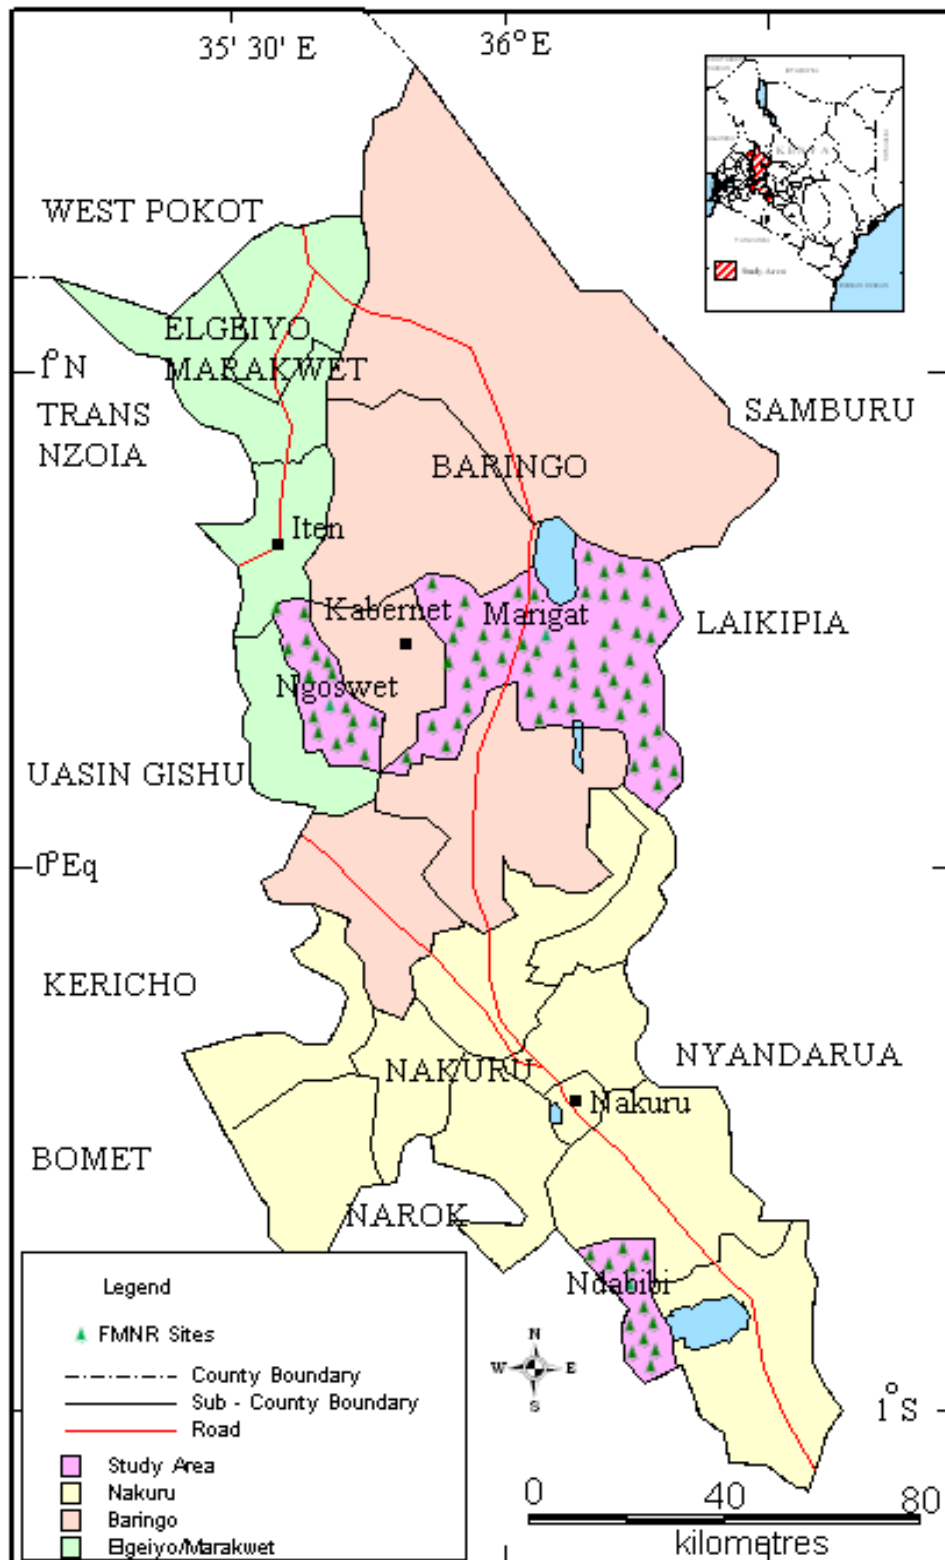 35' 30' E
36°E
WEST POKOT
Study Area
ELGEIYO
MARAKWET
1°N
TRANS
NZOIA
SAMBURU
BARINGO
Iten
Kabernet
Marigat
LAIKIPIA
Ngoswet
UASIN GISHU
0°Eq
KERICHO
NYANDARUA
NAKURU
Nakuru
BOMET
NAROK
Ndabibi
Legend
FMNR Sites
County Boundary
Sub - County Boundary
Road
Study Area
Nakuru
Baringo
Elgeiyo/Marakwet
N
W E
S
1°S
0 40 80
kilometres